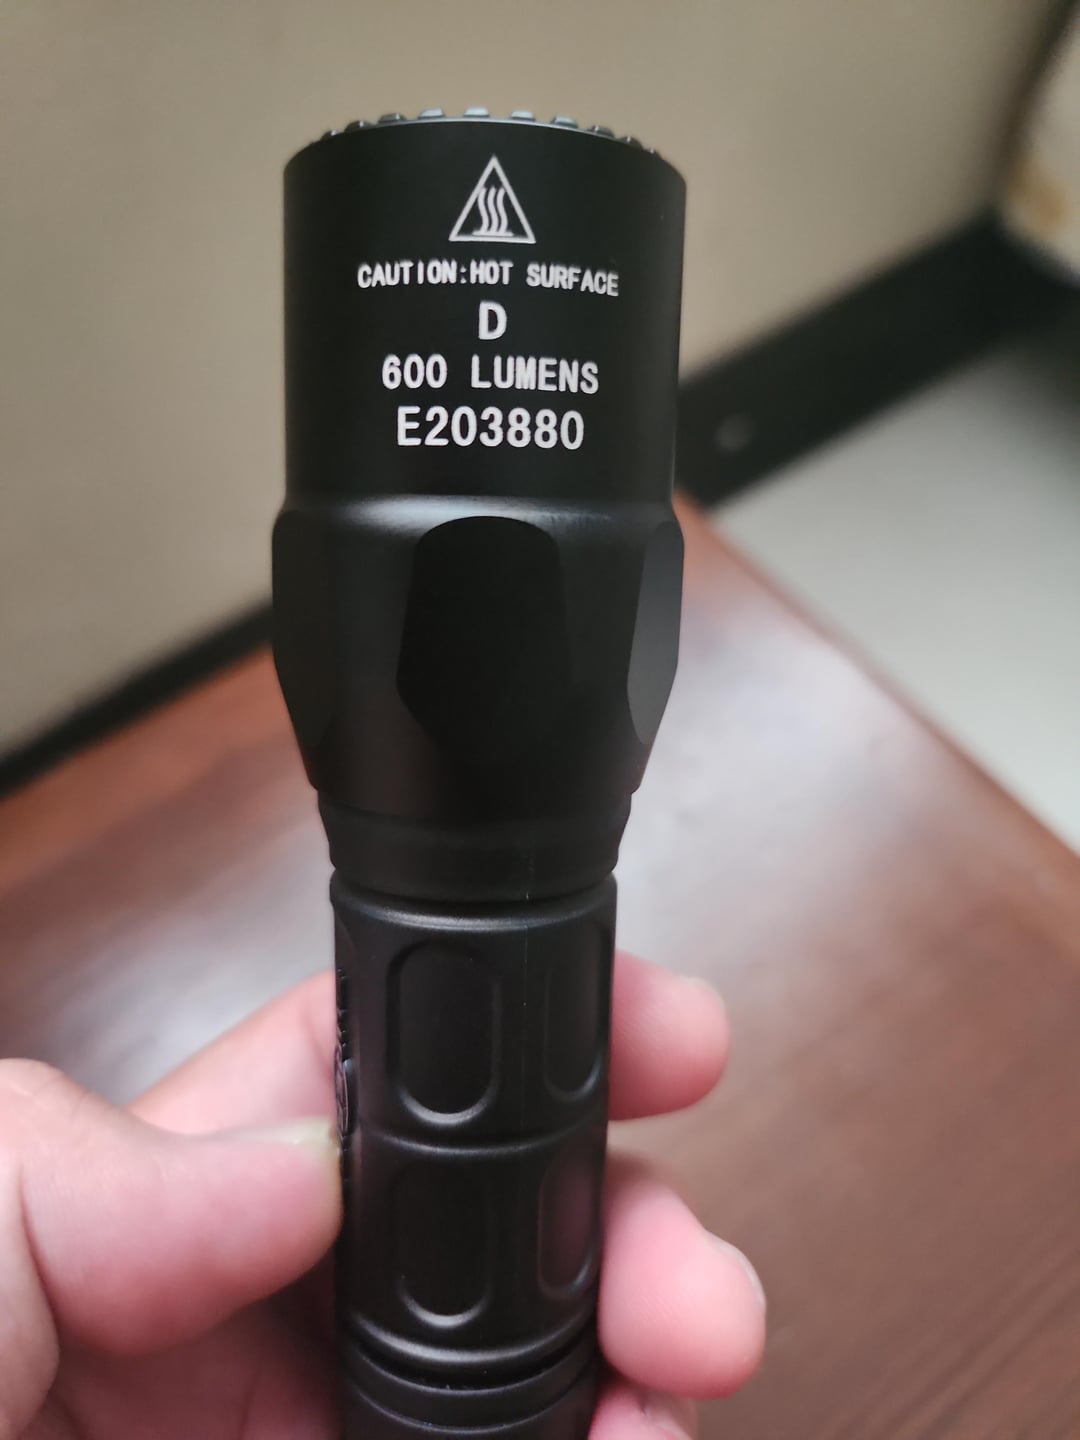 CAUTION:HOT SURFACE
D
600 LUMENS
E203880